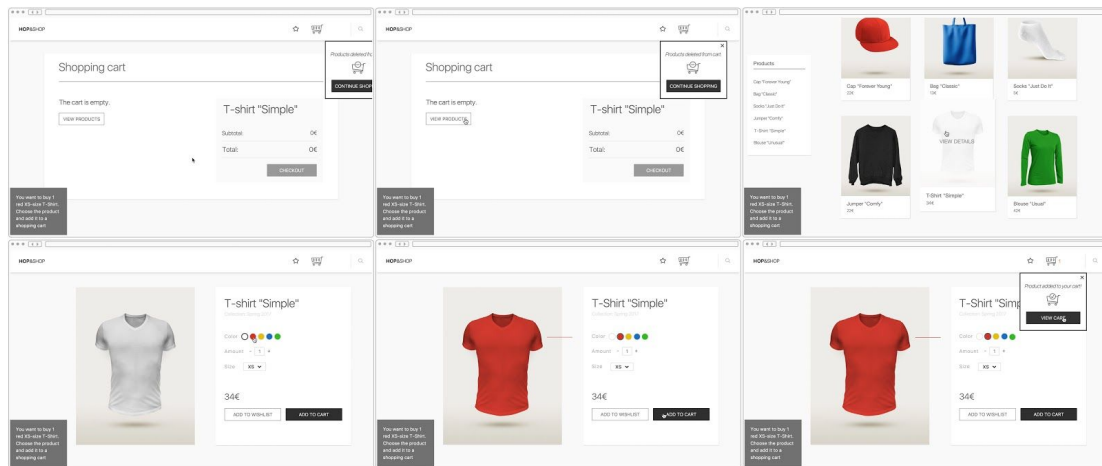 HOP&SHOP
Products deleted fr
CONTINUE SHOP
Shopping cart
The cart is empty.
VIEW PRODUCTS
T-shirt "Simple"
Subtotal: 0€
Total: 0€
CHECKOUT
You want to buy 1
red XS-size T-Shirt.
Choose the product
and add it to a
shopping cart
HOP&SHOP
Products deleted from cart
CONTINUE SHOPPING
Shopping cart
The cart is empty.
VIEW PRODUCTS
T-shirt "Simple"
Subtotal: 0€
Total: 0€
CHECKOUT
You want to buy 1
red XS-size T-Shirt.
Choose the product
and add it to a
shopping cart
Products
Cap "Forever Young"
Bag "Classic"
Socks "Just Do It"
Jumper "Comfy"
T-Shirt "Simple"
Blouse "Unusual"
Cap "Forever Young"
Bag "Classic"
Socks "Just Do It"
VIEW DETAILS
Jumper "Comfy"
T-Shirt "Simple"
34€
Blouse "Usual"
You want to buy 1
red XS-size T-Shirt.
Choose the product
and add it to a
shopping cart
HOP&SHOP
T-shirt "Simple"
Color
Amount - 1 +
Size XS
34€
ADD TO WISHLIST ADD TO CART
You want to buy 1
red XS-size T-Shirt.
Choose the product
and add it to a
shopping cart
HOP&SHOP
T-shirt "Simple"
Color
Amount - 1 +
Size XS
34€
ADD TO WISHLIST ADD TO CART
You want to buy 1
red XS-size T-Shirt.
Choose the product
and add it to a
shopping cart
HOP&SHOP
Product added to your cart!
VIEW CART
T-shirt "Simp
Color
Amount - 1 +
Size XS
34€
ADD TO WISHLIST ADD TO CART
You want to buy 1
red XS-size T-Shirt.
Choose the product
and add it to a
shopping cart